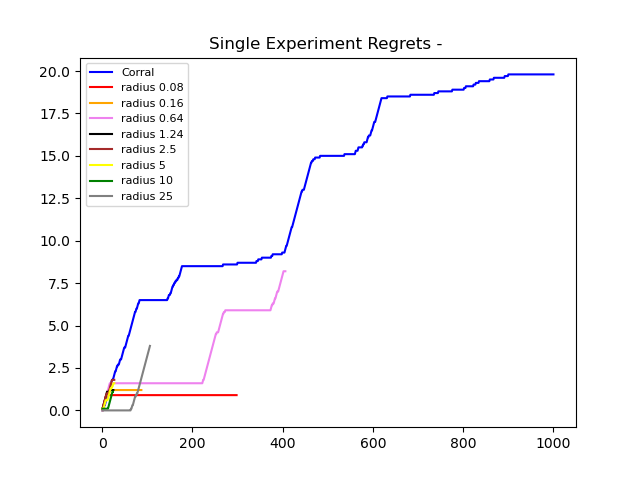 Single Experiment Regrets -
20.0
17.5
15.0
12.5
10.0
7.5
5.0
2.5
0.0
Corral
radius 0.08
radius 0.16
radius 0.64
radius 1.24
radius 2.5
radius 5
radius 10
radius 25
0 200 400 600 800 1000